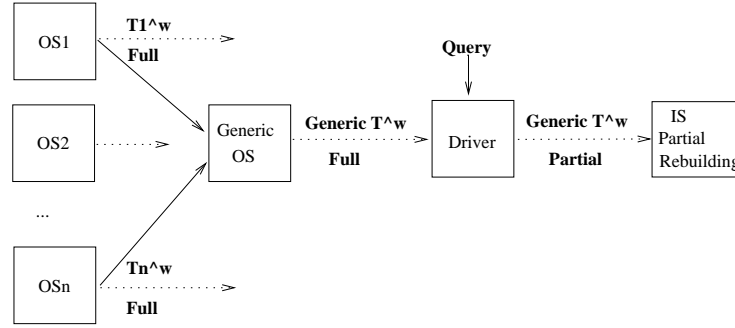 OS1
T1^w
Full
OS2
...
OSn
Tn^w
Full
Generic
OS
Generic T^w
Full
Query
Driver
Generic T^w
Partial
IS
Partial
Rebuilding